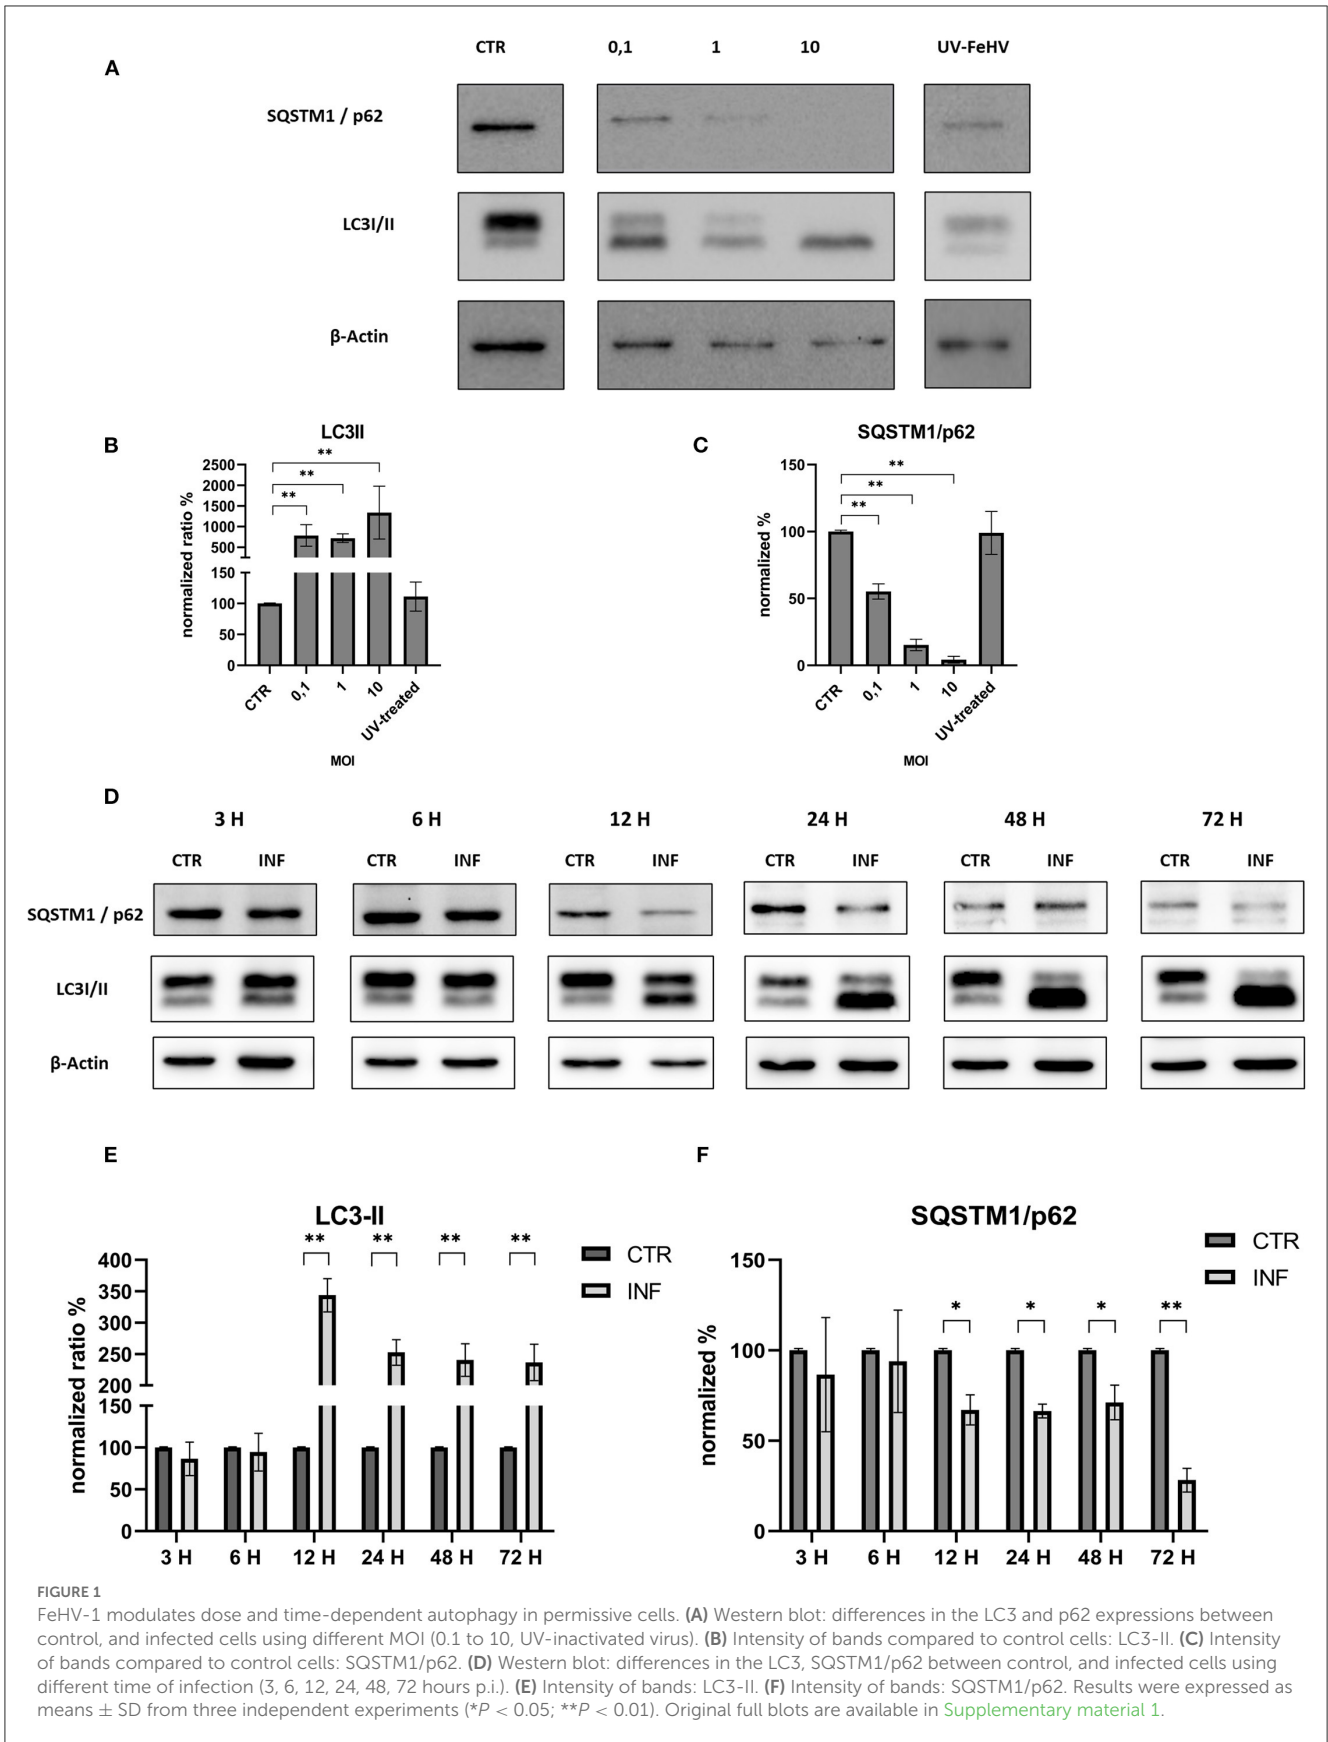 A
CTR 0,1 1 10 UV-FeHV
SQSTM1 / p62
LC3I/II
β-Actin
B
LC3II
normalized ratio %
2500
2000
1500
1000
500
150
100
50
0
** ** **
CTR 0,1 1 10 UV-treated
MOI
C
SQSTM1/p62
normalized %
150
100
50
0
** ** **
CTR 0,1 1 10 UV-treated
MOI
D
3 H 6 H 12 H 24 H 48 H 72 H
CTR INF CTR INF CTR INF CTR INF CTR INF CTR INF
SQSTM1 / p62
LC3I/II
β-Actin
E
LC3-II
** ** ** **
CTR
INF
normalized ratio %
400
350
300
250
200
150
100
50
0
3 H 6 H 12 H 24 H 48 H 72 H
F
SQSTM1/p62
CTR
INF
* * * **
normalized %
150
100
50
0
3 H 6 H 12 H 24 H 48 H 72 H
FIGURE 1
FeHV-1 modulates dose and time-dependent autophagy in permissive cells. (A) Western blot: differences in the LC3 and p62 expressions between
control, and infected cells using different MOI (0.1 to 10, UV-inactivated virus). (B) Intensity of bands compared to control cells: LC3-II. (C) Intensity
of bands compared to control cells: SQSTM1/p62. (D) Western blot: differences in the LC3, SQSTM1/p62 between control, and infected cells using
different time of infection (3, 6, 12, 24, 48, 72 hours p.i.). (E) Intensity of bands: LC3-II. (F) Intensity of bands: SQSTM1/p62. Results were expressed as
means ± SD from three independent experiments (*P < 0.05; **P < 0.01). Original full blots are available in Supplementary material 1.